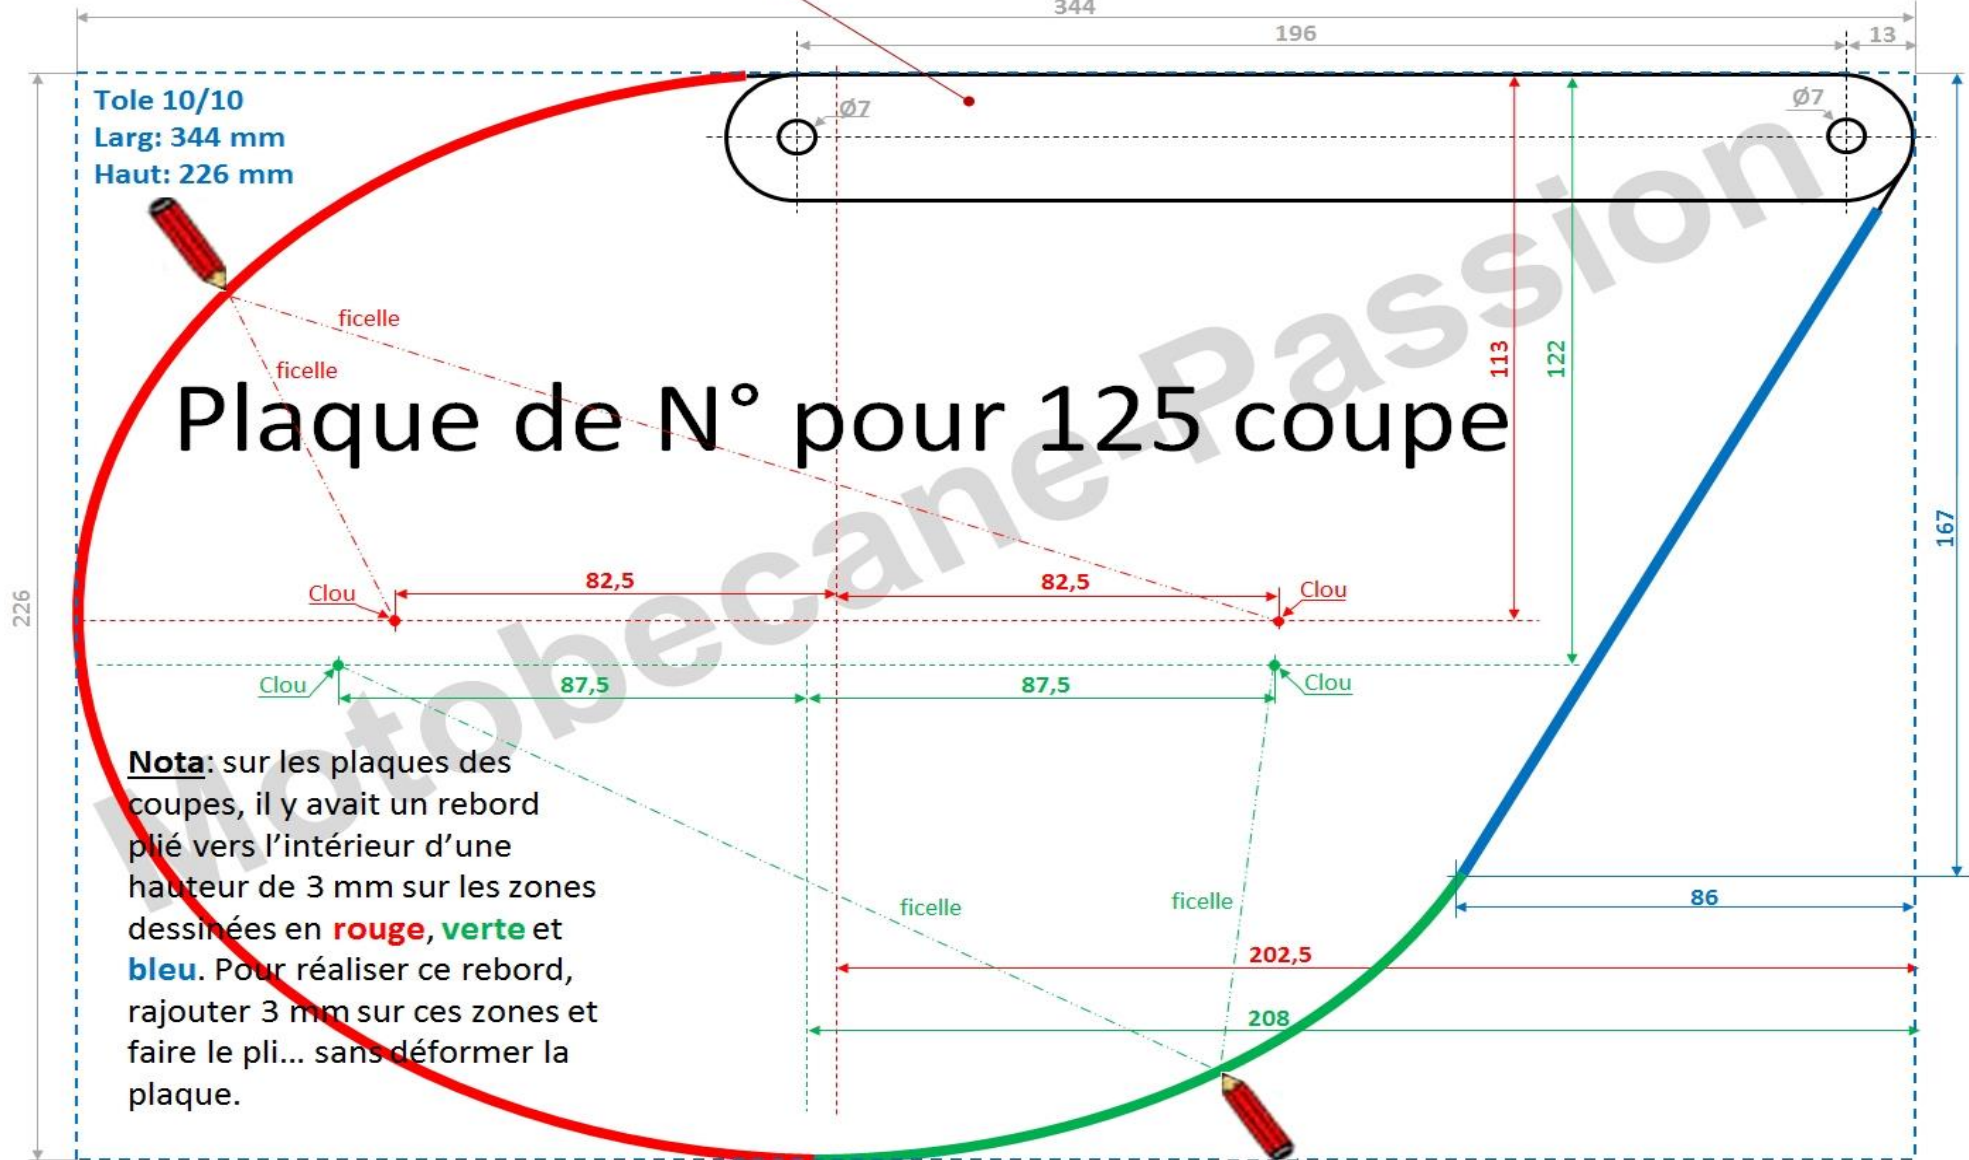 344
196
13
Tole 10/10
Larg: 344 mm
Haut: 226 mm
Ø7
Ø7
ficelle
ficelle
113
122
Plaque de N° pour 125 coupe
Motobecane-Passion
167
226
82,5
82,5
Clou
Clou
Clou
87,5
87,5
Clou
Nota: sur les plaques des
coupes, il y avait un rebord
plié vers l’intérieur d’une
hauteur de 3 mm sur les zones
dessinées en rouge, verte et
bleu. Pour réaliser ce rebord,
rajouter 3 mm sur ces zones et
faire le pli... sans déformer la
plaque.
ficelle
ficelle
86
202,5
208